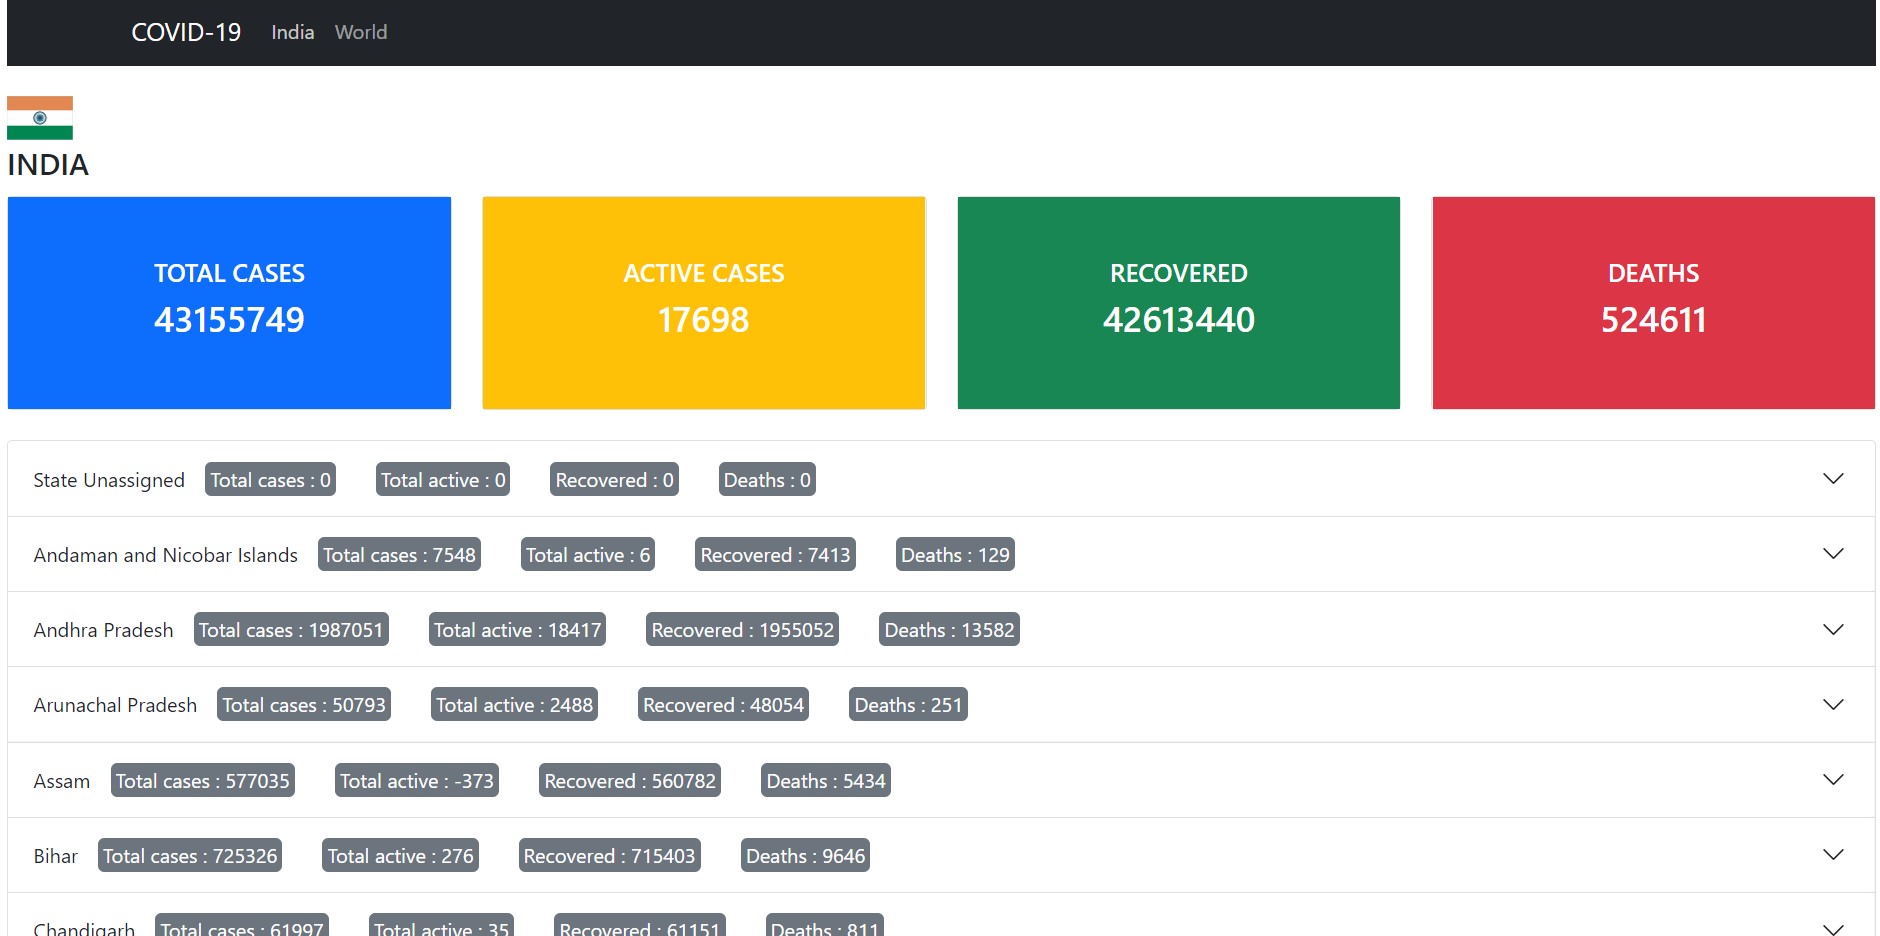 COVID-19 India World
INDIA
TOTAL CASES
43155749
ACTIVE CASES
17698
RECOVERED
42613440
DEATHS
524611
State Unassigned Total cases : 0 Total active : 0 Recovered : 0 Deaths : 0
Andaman and Nicobar Islands Total cases : 7548 Total active : 6 Recovered : 7413 Deaths : 129
Andhra Pradesh Total cases : 1987051 Total active : 18417 Recovered : 1955052 Deaths : 13582
Arunachal Pradesh Total cases : 50793 Total active : 2488 Recovered : 48054 Deaths : 251
Assam Total cases : 577035 Total active : -373 Recovered : 560782 Deaths : 5434
Bihar Total cases : 725326 Total active : 276 Recovered : 715403 Deaths : 9646
Chandigarh Total cases : 61997 Total active : 35 Recovered : 61151 Deaths : 811